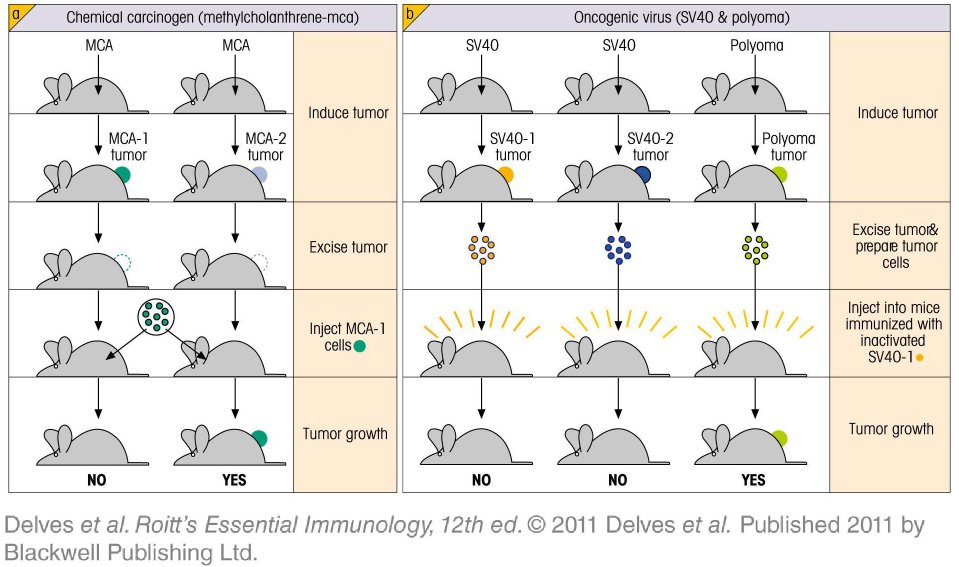 a
Chemical carcinogen (methylcholanthrene-mca)
MCA
MCA
Induce tumor
MCA-1
tumor
MCA-2
tumor
Excise tumor
Inject MCA-1
cells
Tumor growth
NO
YES
b
Oncogenic virus (SV40 & polyoma)
SV40
SV40
Polyoma
Induce tumor
SV40-1
tumor
SV40-2
tumor
Polyoma
tumor
Excise tumor&
prepare tumor
cells
Inject into mice
immunized with
inactivated
SV40-1
Tumor growth
NO
NO
YES
Delves et al. Roitt's Essential Immunology, 12th ed. © 2011 Delves et al. Published 2011 by
Blackwell Publishing Ltd.